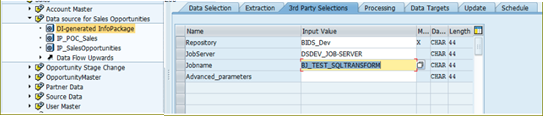 Account Master
Data source for Sales Opportunities
DI-generated InfoPackage
IP_POC_Sales
IP_SalesOpportunities
Data Flow Upwards
Opportunity Stage Change
OpportunityMaster
Partner Data
Source Data
User Master
Data Selection Extraction 3rd Party Selections Processing Data Targets Update Schedule
Name Input Value M... Da... Length
Repository BIDS_Dev X CHAR 44
JobServer DSDEV_JOB-SERVER CHAR 44
Jobname BJ_TEST_SQLTRANSFORM CHAR 44
Advanced_parameters CHAR 44